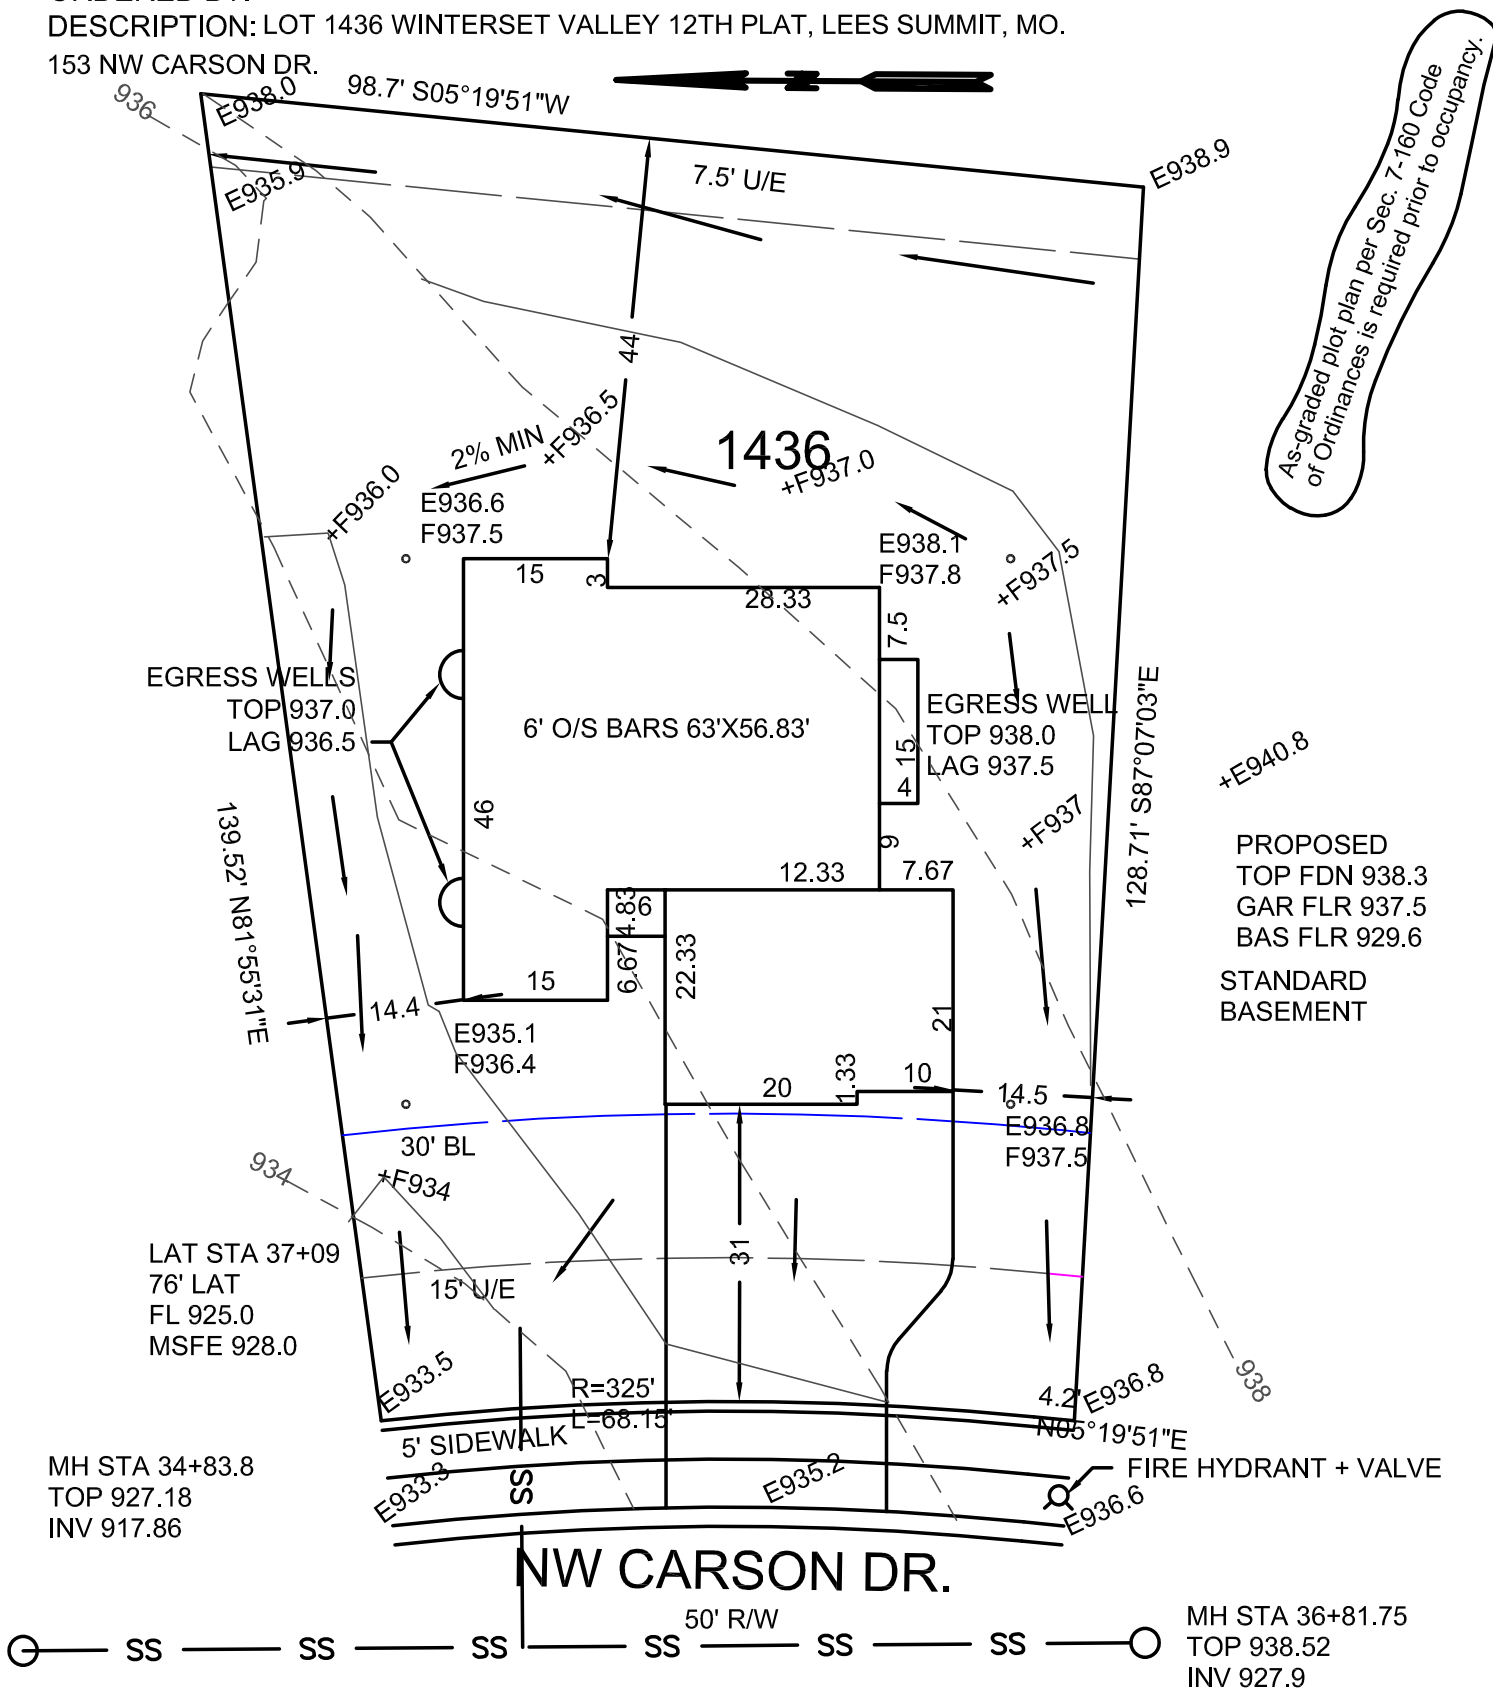 DESCRIPTION: LOT 1436 WINTERSET VALLEY 12TH PLAT, LEES SUMMIT, MO.
153 NW CARSON DR.
98.7' S05°19'51"W
N
936
E938.0
E935.9
7.5' U/E
E938.9
As-graded plot plan per Sec. 7-160 Code
of Ordinances is required prior to occupancy.
44
1436
2% MIN
+F936.5
+F937.0
+F936.0
E936.6
F937.5
E938.1
F937.8
+F937.5
15
3
28.33
7.5
EGRESS WELLS
TOP 937.0
LAG 936.5
6' O/S BARS 63'X56.83'
EGRESS WELL
TOP 938.0
LAG 937.5
15
4
128.71' S87°07'03"E
+E940.8
139.52' N81°55'31"E
46
+F937
9
12.33
7.67
PROPOSED
TOP FDN 938.3
GAR FLR 937.5
BAS FLR 929.6
STANDARD
BASEMENT
4.83
6
6.67
22.33
15
14.4
E935.1
F936.4
21
1.33
10
20
14.5
E936.8
F937.5
30' BL
934
+F934
31
LAT STA 37+09
76' LAT
FL 925.0
MSFE 928.0
15' U/E
E933.5
R=325'
L=68.15'
4.2'
N05°19'51"E
E936.8
938
5' SIDEWALK
MH STA 34+83.8
TOP 927.18
INV 917.86
E933.3
SS
E935.2
FIRE HYDRANT + VALVE
E936.6
NW CARSON DR.
50' R/W
SS SS SS SS SS SS
MH STA 36+81.75
TOP 938.52
INV 927.9